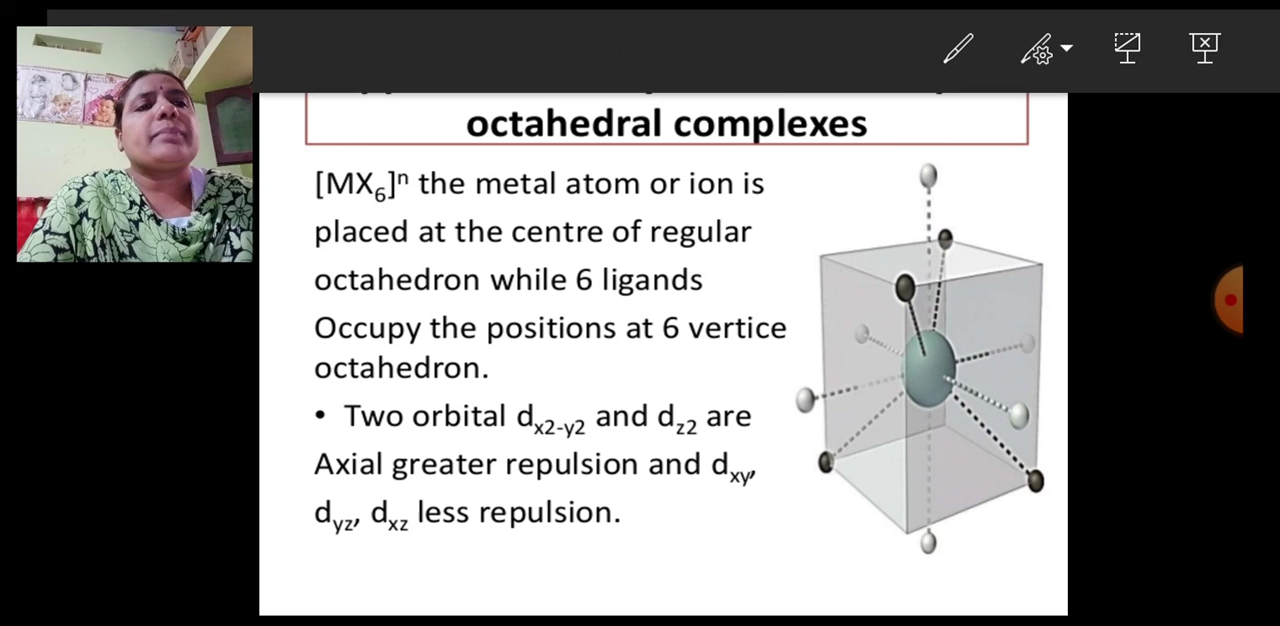 octahedral complexes
[MX6]n the metal atom or ion is
placed at the centre of regular
octahedron while 6 ligands
Occupy the positions at 6 vertice
octahedron.
• Two orbital dx2-y2 and dz2 are
Axial greater repulsion and dxy,
dyz, dxz less repulsion.